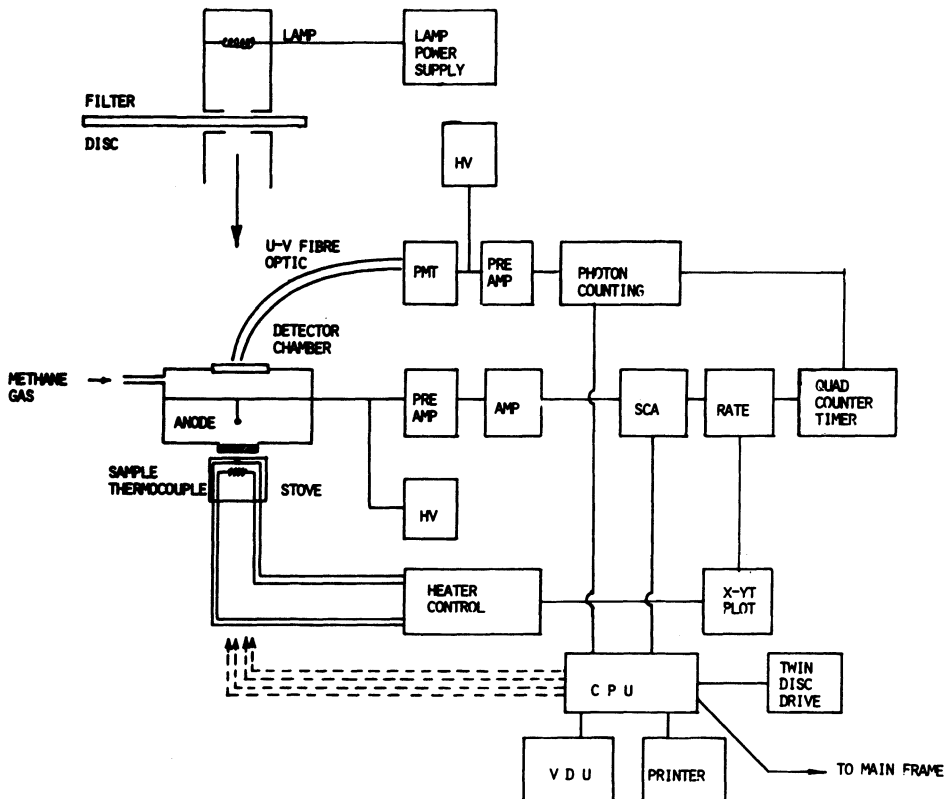 LAMP
LAMP
POWER
SUPPLY
FILTER
DISC
HV
U-V FIBRE
OPTIC
PMT
PRE
AMP
PHOTON
COUNTING
DETECTOR
CHAMBER
METHANE
GAS
ANODE
PRE
AMP
AMP
SCA
RATE
QUAD
COUNTER
TIMER
SAMPLE
THERMOCOUPLE
STOVE
HV
HEATER
CONTROL
X-YT
PLOT
CPU
TWIN
DISC
DRIVE
VDU
PRINTER
TO MAIN FRAME